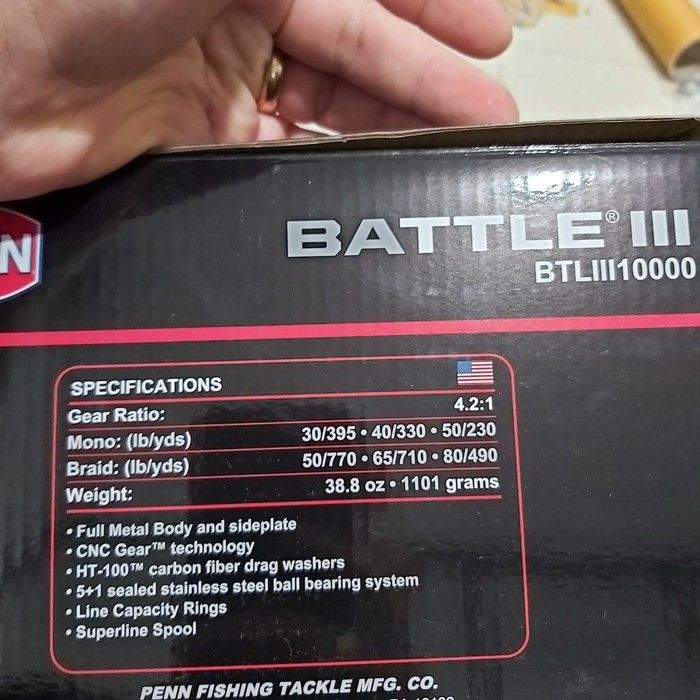 N
BATTLE® III
BTLIII10000
SPECIFICATIONS
Gear Ratio: 4.2:1
Mono: (lb/yds) 30/395 • 40/330 • 50/230
Braid: (lb/yds) 50/770 • 65/710 • 80/490
Weight: 38.8 oz • 1101 grams
• Full Metal Body and sideplate
• CNC Gear™ technology
• HT-100™ carbon fiber drag washers
• 5+1 sealed stainless steel ball bearing system
• Line Capacity Rings
• Superline Spool
PENN FISHING TACKLE MFG. CO.